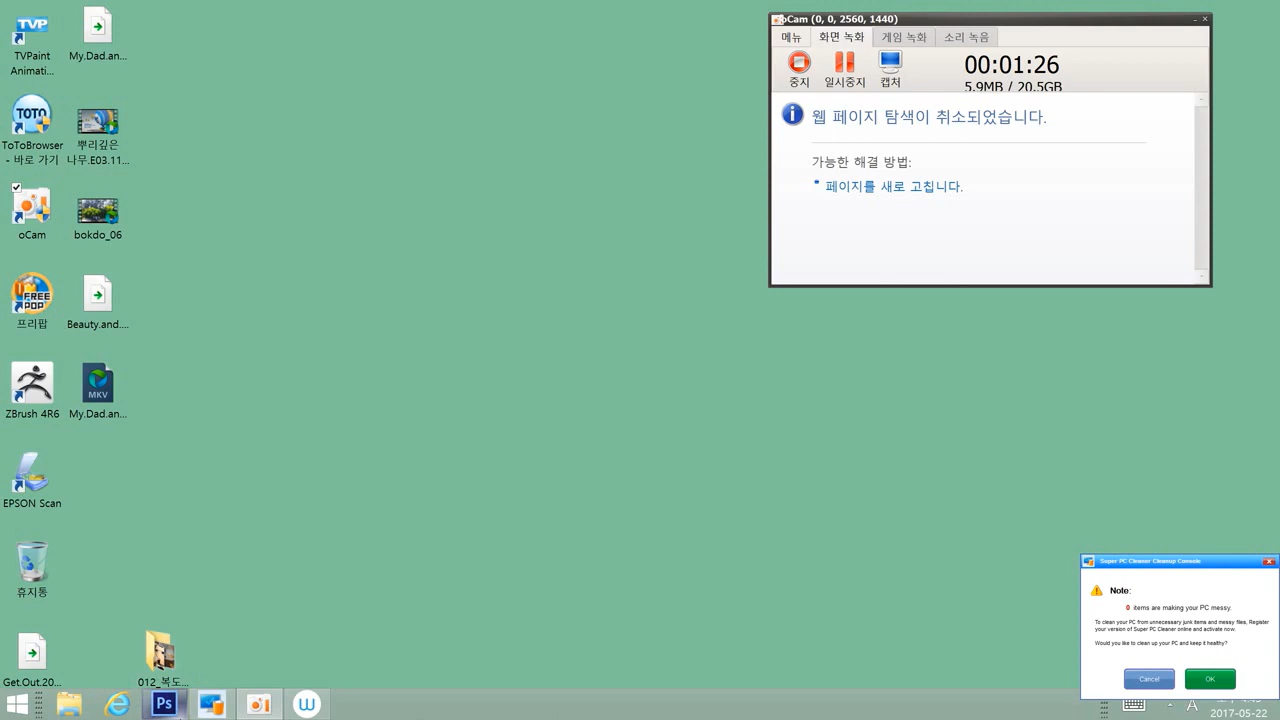 TVP
TVPaint
Animati...
My.Dad.an...
TOTO
ToToBrowser
- 바로 가기
뿌리깊은
나무.E03.11...
oCam
bokdo_06
FREE
POP
프리팝
Beauty.and....
ZBrush 4R6
MKV
My.Dad.an...
EPSON Scan
휴지통
Get.Out.20...
012_복도...
oCam (0, 0, 2560, 1440)
메뉴
화면 녹화
게임 녹화
소리 녹음
중지
일시중지
캡처
00:01:26
5.9MB / 20.5GB
웹 페이지 탐색이 취소되었습니다.
가능한 해결 방법:
페이지를 새로 고칩니다.
Super PC Cleaner Cleanup Console
Note:
0 items are making your PC messy.
To clean your PC from unnecessary junk items and messy files, Register
your version of Super PC Cleaner online and activate now.
Would you like to clean up your PC and keep it healthy?
Cancel
OK
Ps
W
A
2017-05-22